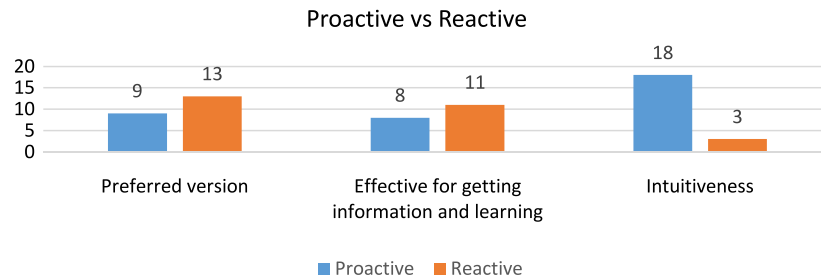 Proactive vs Reactive
20
15
10
5
0
9
13
8
11
18
3
Preferred version
Effective for getting
information and learning
Intuitiveness
Proactive
Reactive